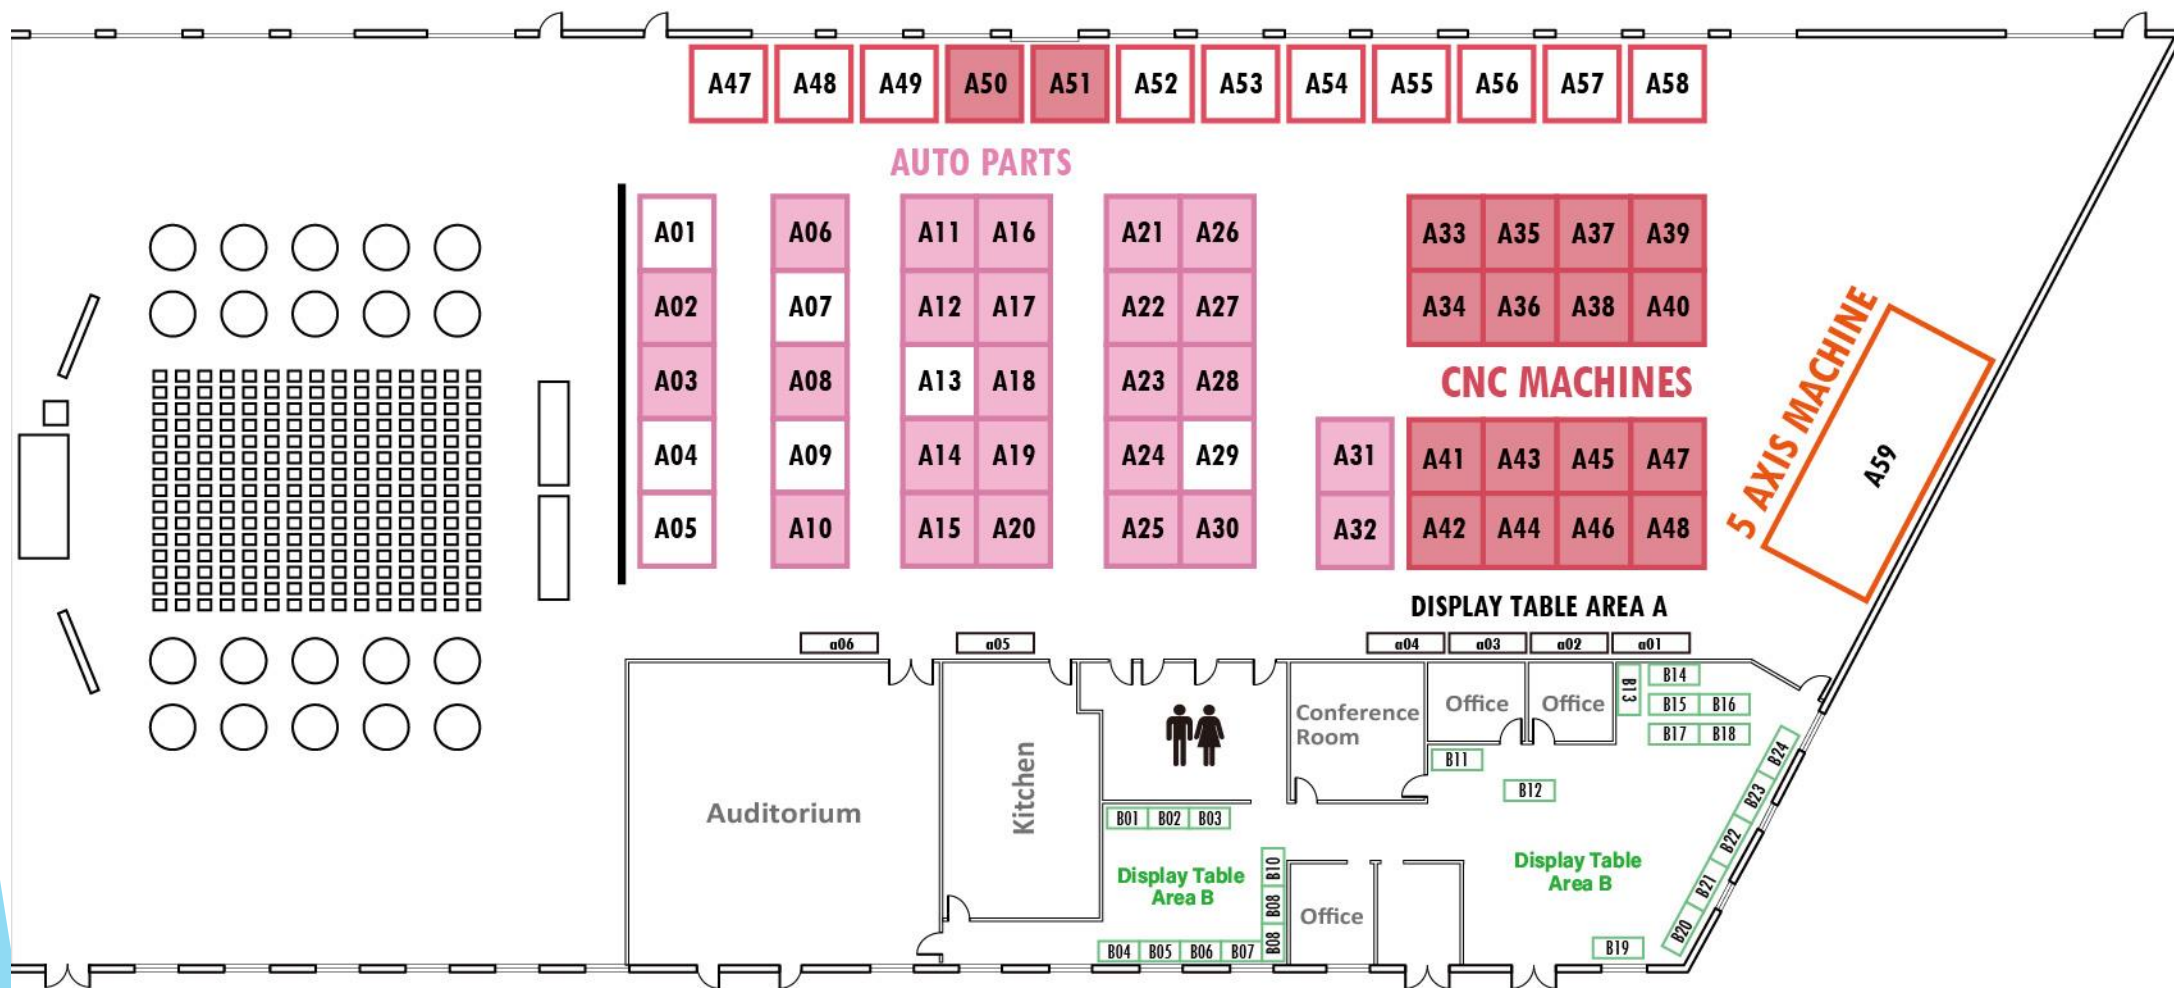 A47 A48 A49 A50 A51 A52 A53 A54 A55 A56 A57 A58
AUTO PARTS
A01 A06 A11 A16 A21 A26 A33 A35 A37 A39
A02 A07 A12 A17 A22 A27 A34 A36 A38 A40
A03 A08 A13 A18 A23 A28
CNC MACHINES
A04 A09 A14 A19 A24 A29 A31 A41 A43 A45 A47
A05 A10 A15 A20 A25 A30 A32 A42 A44 A46 A48
5 AXIS MACHINE
A59
DISPLAY TABLE AREA A
a06 a05 a04 a03 a02 a01
B13 B14
B15 B16
B17 B18
Office
Office
Conference
Room
B11
B12
Kitchen
Auditorium
B01 B02 B03
Display Table
Area B
B10
B08
B08
B04 B05 B06 B07
Office
Display Table
Area B
B24
B23
B22
B21
B20
B19